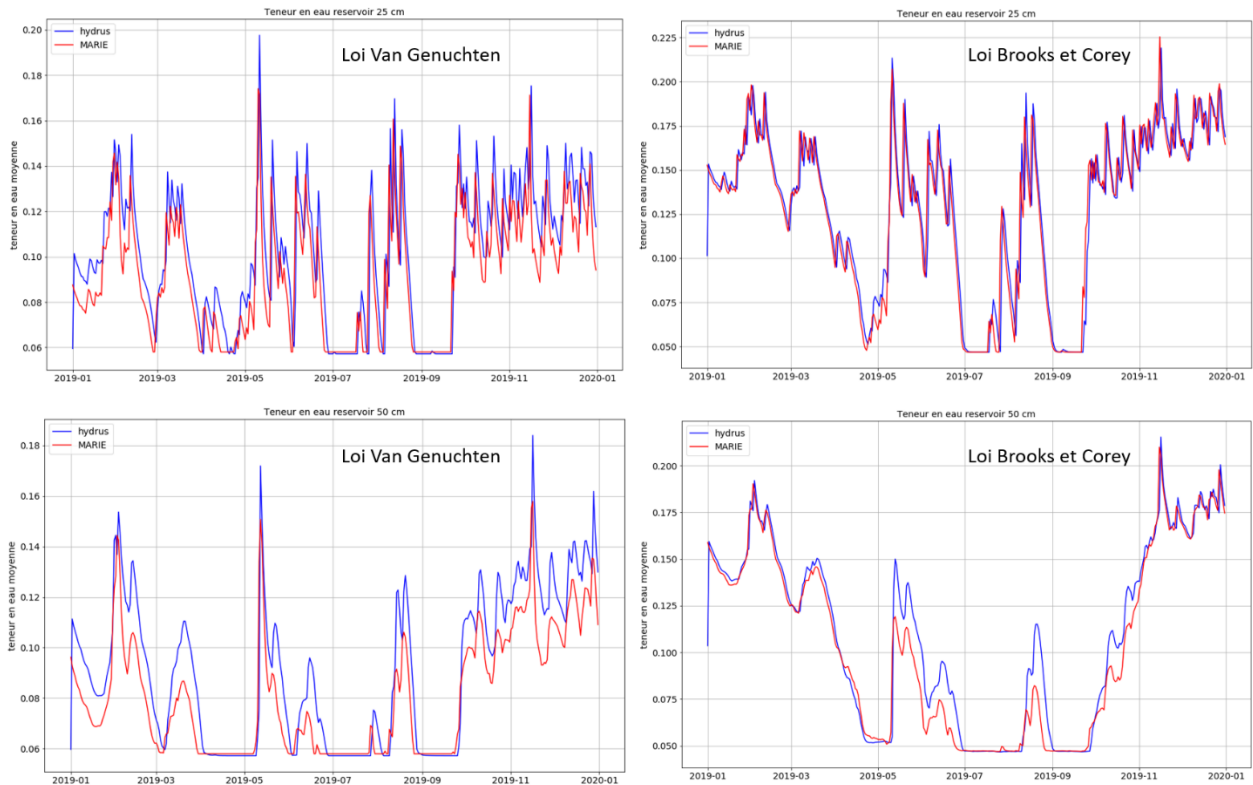 Teneur en eau reservoir 25 cm
hydrus
MARIE
Loi Van Genuchten
teneur en eau moyenne
0.20
0.18
0.16
0.14
0.12
0.10
0.08
0.06
2019-01 2019-03 2019-05 2019-07 2019-09 2019-11 2020-01
Teneur en eau reservoir 25 cm
hydrus
MARIE
Loi Brooks et Corey
teneur en eau moyenne
0.225
0.200
0.175
0.150
0.125
0.100
0.075
0.050
2019-01 2019-03 2019-05 2019-07 2019-09 2019-11 2020-01
Teneur en eau reservoir 50 cm
hydrus
MARIE
Loi Van Genuchten
teneur en eau moyenne
0.18
0.16
0.14
0.12
0.10
0.08
0.06
2019-01 2019-03 2019-05 2019-07 2019-09 2019-11 2020-01
Teneur en eau reservoir 50 cm
hydrus
MARIE
Loi Brooks et Corey
teneur en eau moyenne
0.200
0.175
0.150
0.125
0.100
0.075
0.050
2019-01 2019-03 2019-05 2019-07 2019-09 2019-11 2020-01